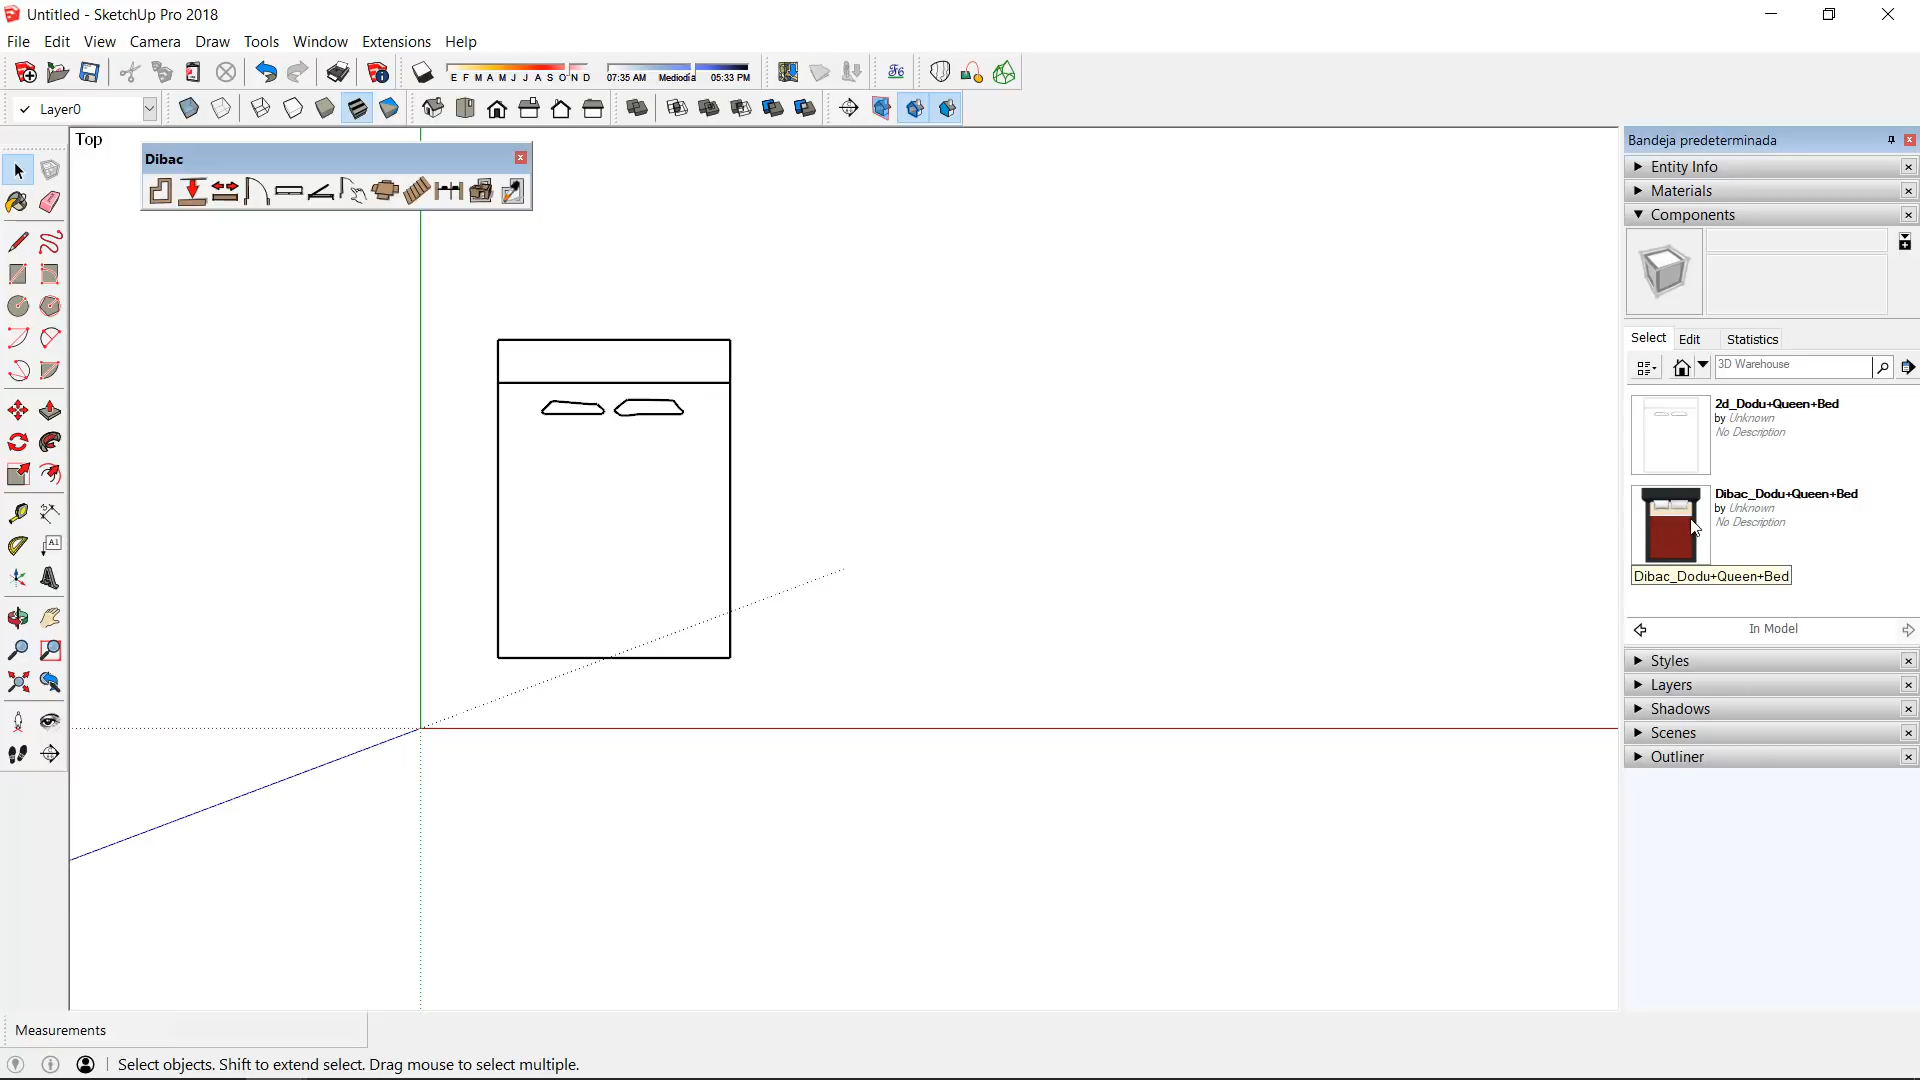 Untitled - SketchUp Pro 2018
File Edit View Camera Draw Tools Window Extensions Help
E F M A M J J A S O N D
07:35 AM Mediodía 05:33 PM
Layer0
Top
Dibac
A1
Bandeja predeterminada
Entity Info
Materials
Components
Select Edit Statistics
3D Warehouse
2d_Dodu+Queen+Bed
by Unknown
No Description
Dibac_Dodu+Queen+Bed
by Unknown
No Description
Dibac_Dodu+Queen+Bed
In Model
Styles
Layers
Shadows
Scenes
Outliner
Measurements
Select objects. Shift to extend select. Drag mouse to select multiple.